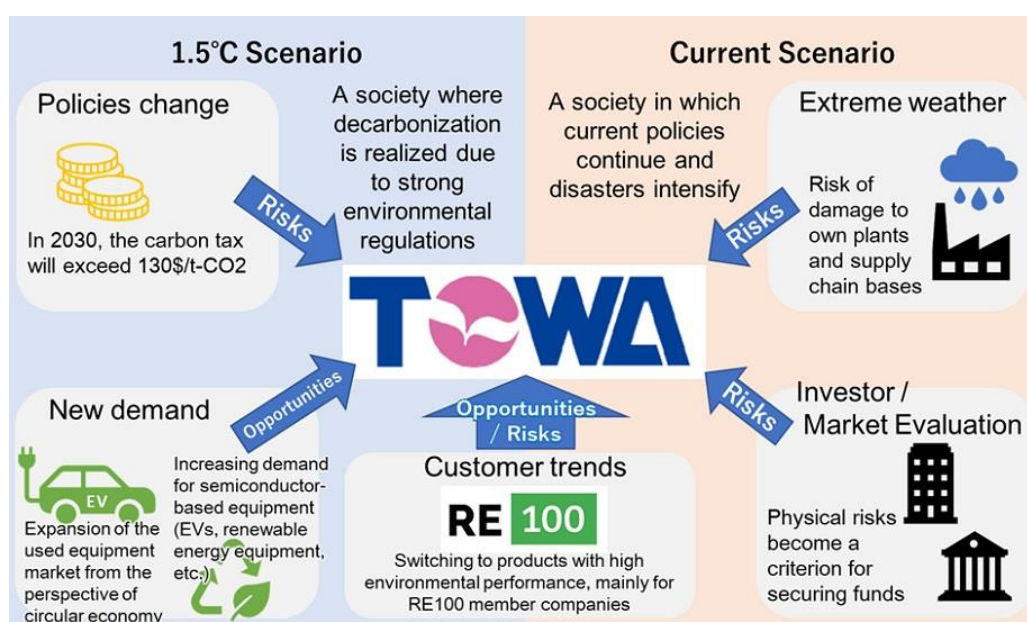 1.5℃ Scenario
Policies change
In 2030, the carbon tax
will exceed 130$/t-CO2
Risks
A society where
decarbonization
is realized due
to strong
environmental
regulations
Current Scenario
A society in which
current policies
continue and
disasters intensify
Extreme weather
Risk of
damage to
own plants
and supply
chain bases
Risks
TOWA
New demand
EV
Expansion of the
used equipment
market from the
perspective of
circular economy
Increasing demand
for semiconductor-
based equipment
(EVs, renewable
energy equipment,
etc.)
Opportunities
Opportunities
/ Risks
Customer trends
RE 100
Switching to products with high
environmental performance, mainly for
RE100 member companies
Risks
Investor /
Market Evaluation
Physical risks
become a
criterion for
securing funds